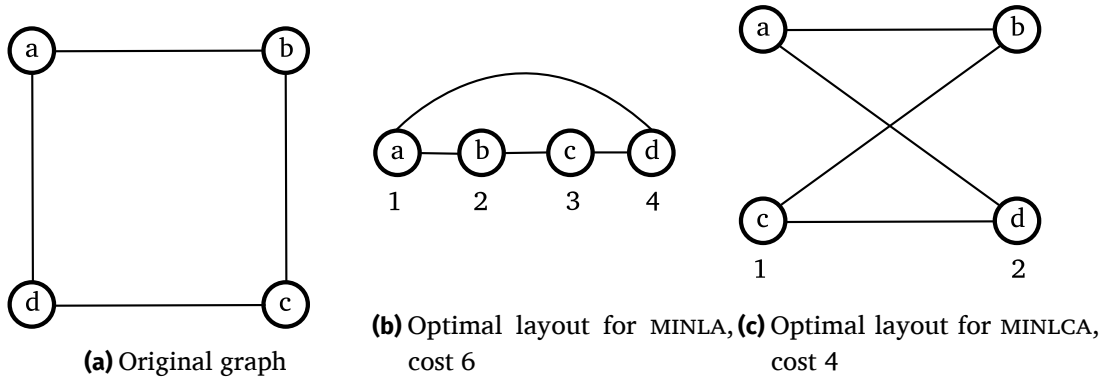 a b
d c
(a) Original graph
a b c d
1 2 3 4
(b) Optimal layout for MINLA,
cost 6
a b
c d
1 2
(c) Optimal layout for MINLCA,
cost 4